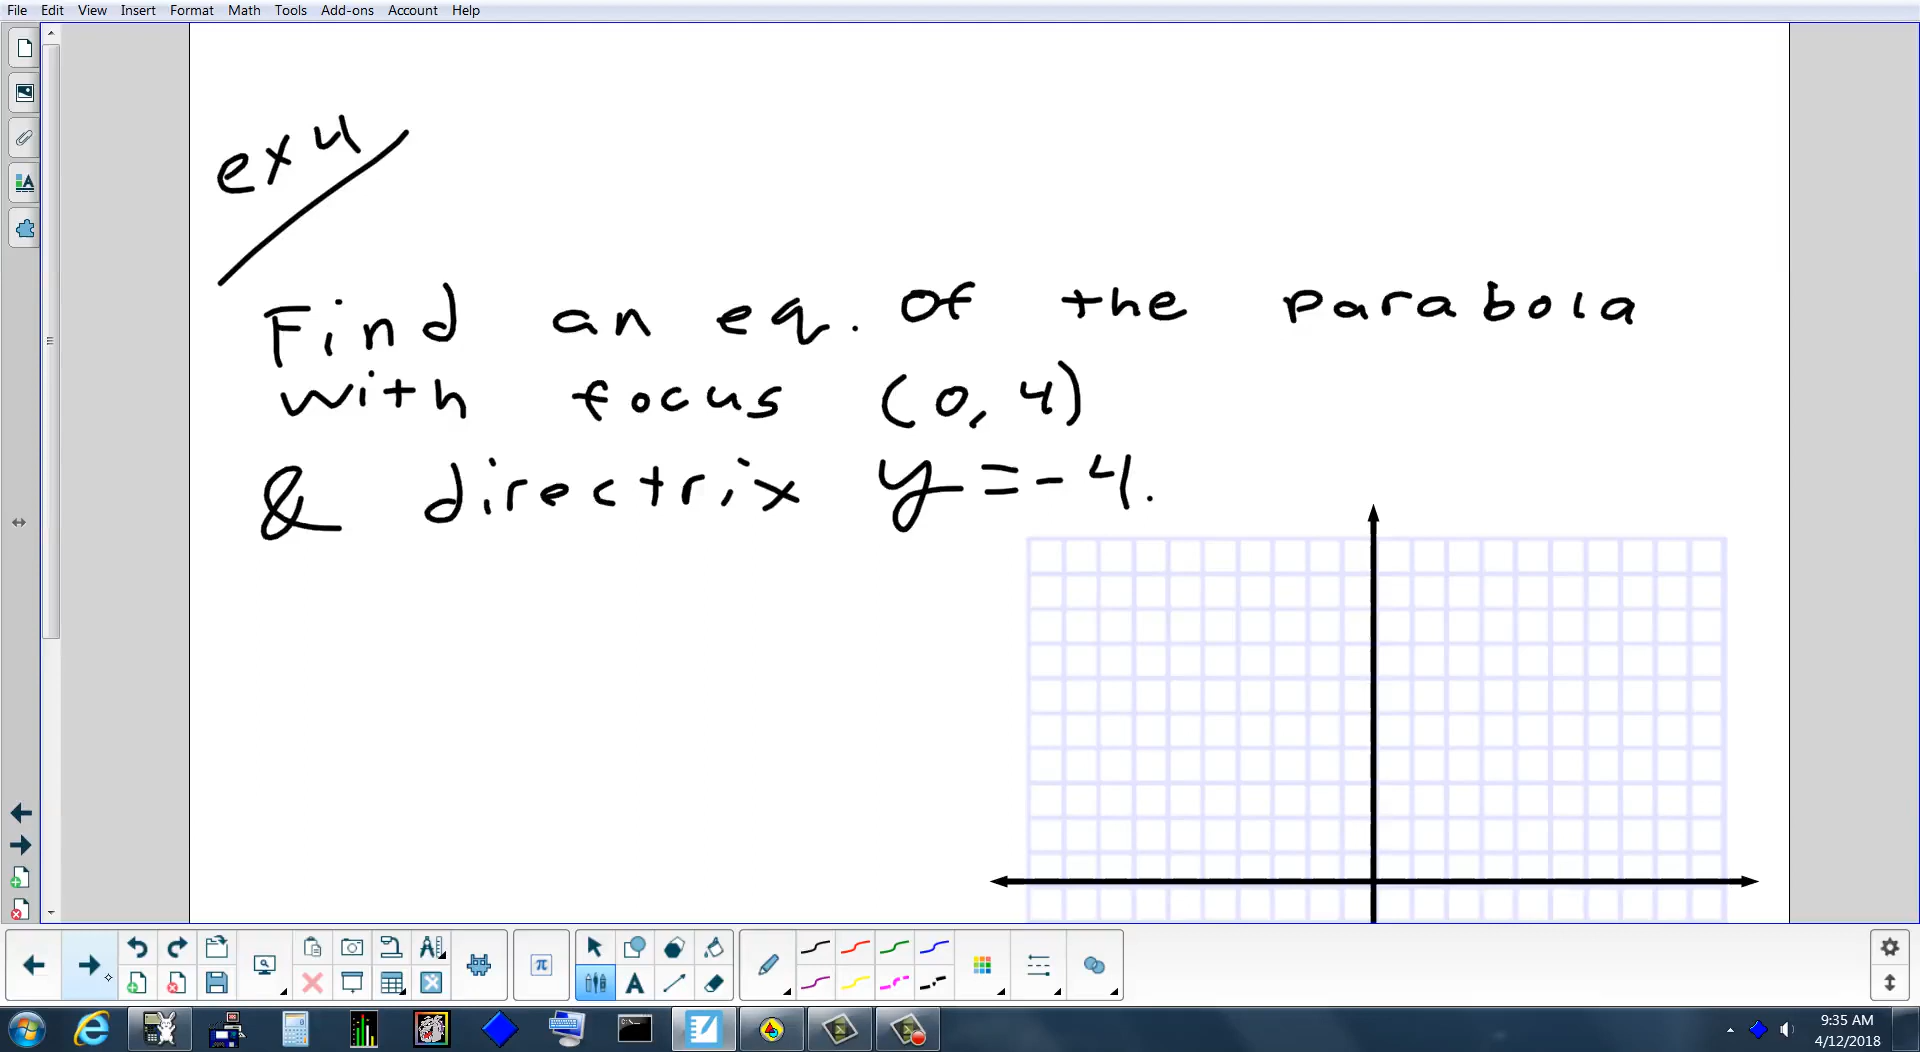 File Edit View Insert Format Math Tools Add-ons Account Help
ex 4
Find an eq. of the parabola
with focus (0, 4)
& directrix y = -4.
9:35 AM
4/12/2018